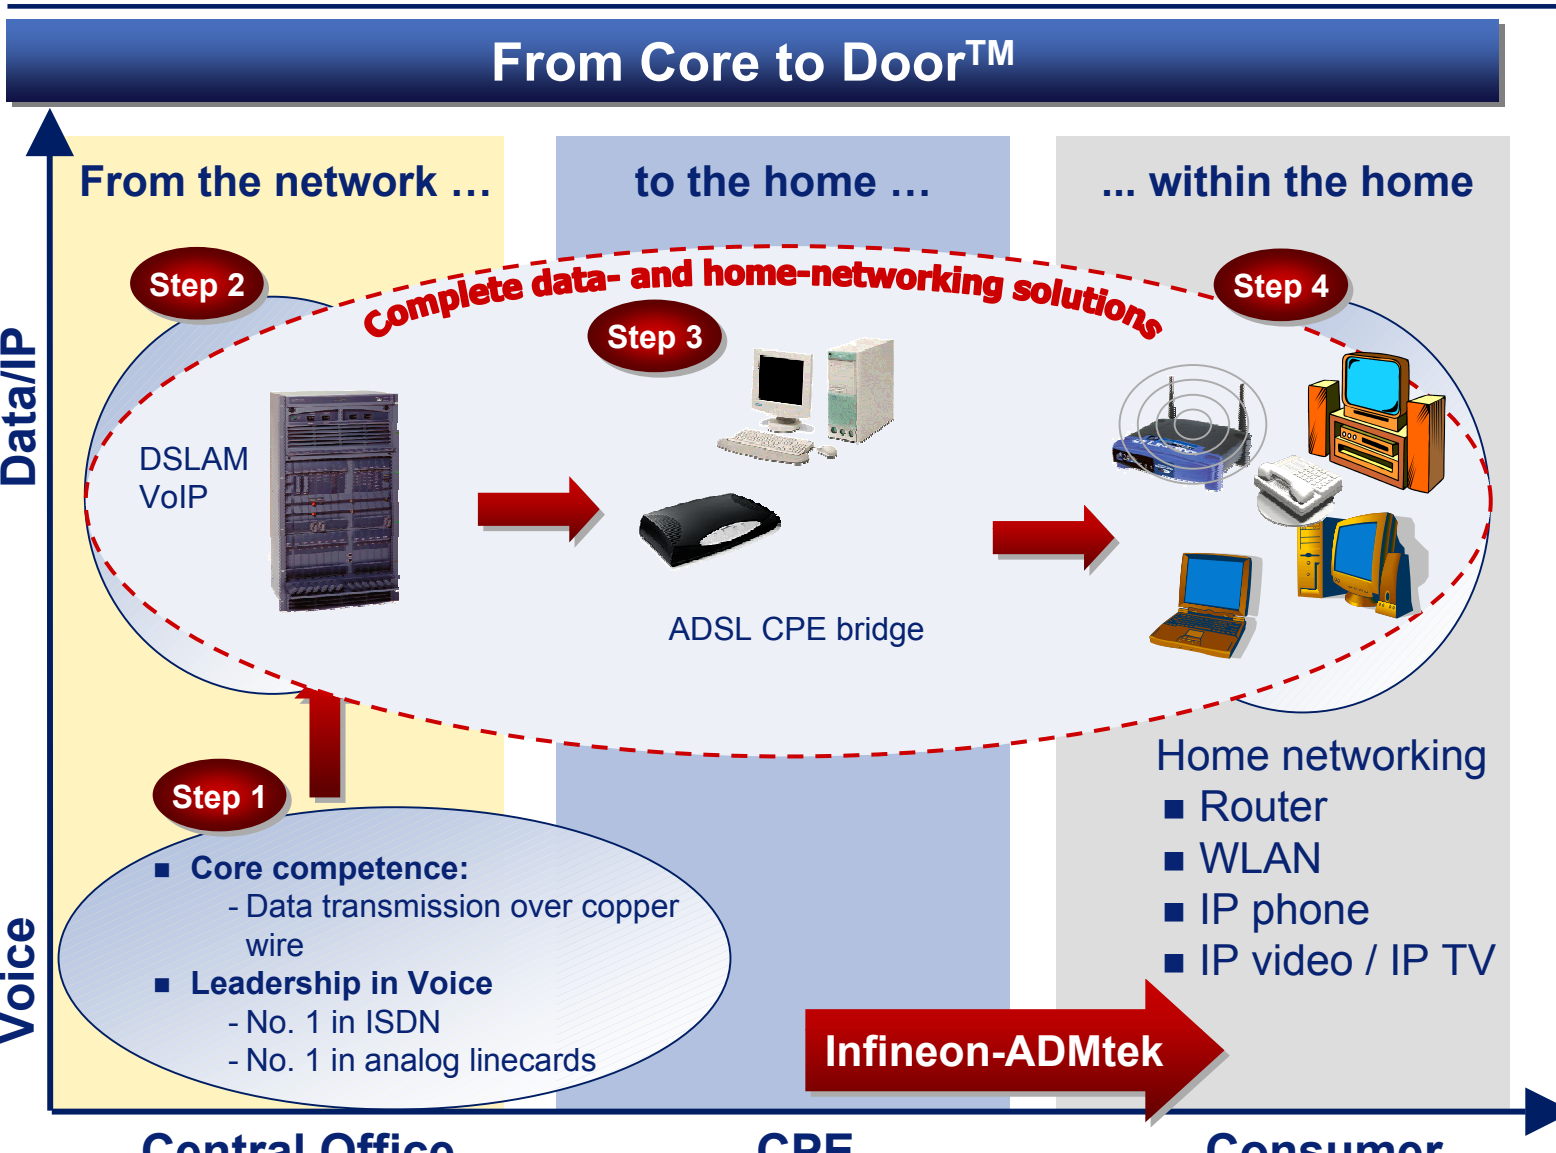 From Core to Door™
From the network …
to the home …
... within the home
Step 2
Complete data- and home-networking solutions
Step 4
Step 3
Data/IP
DSLAM
VoIP
ADSL CPE bridge
Step 1
Home networking
■ Router
■ WLAN
■ IP phone
■ IP video / IP TV
■ Core competence:
- Data transmission over copper
wire
■ Leadership in Voice
- No. 1 in ISDN
- No. 1 in analog linecards
Voice
Infineon-ADMtek
Central Office
CPE
Consumer